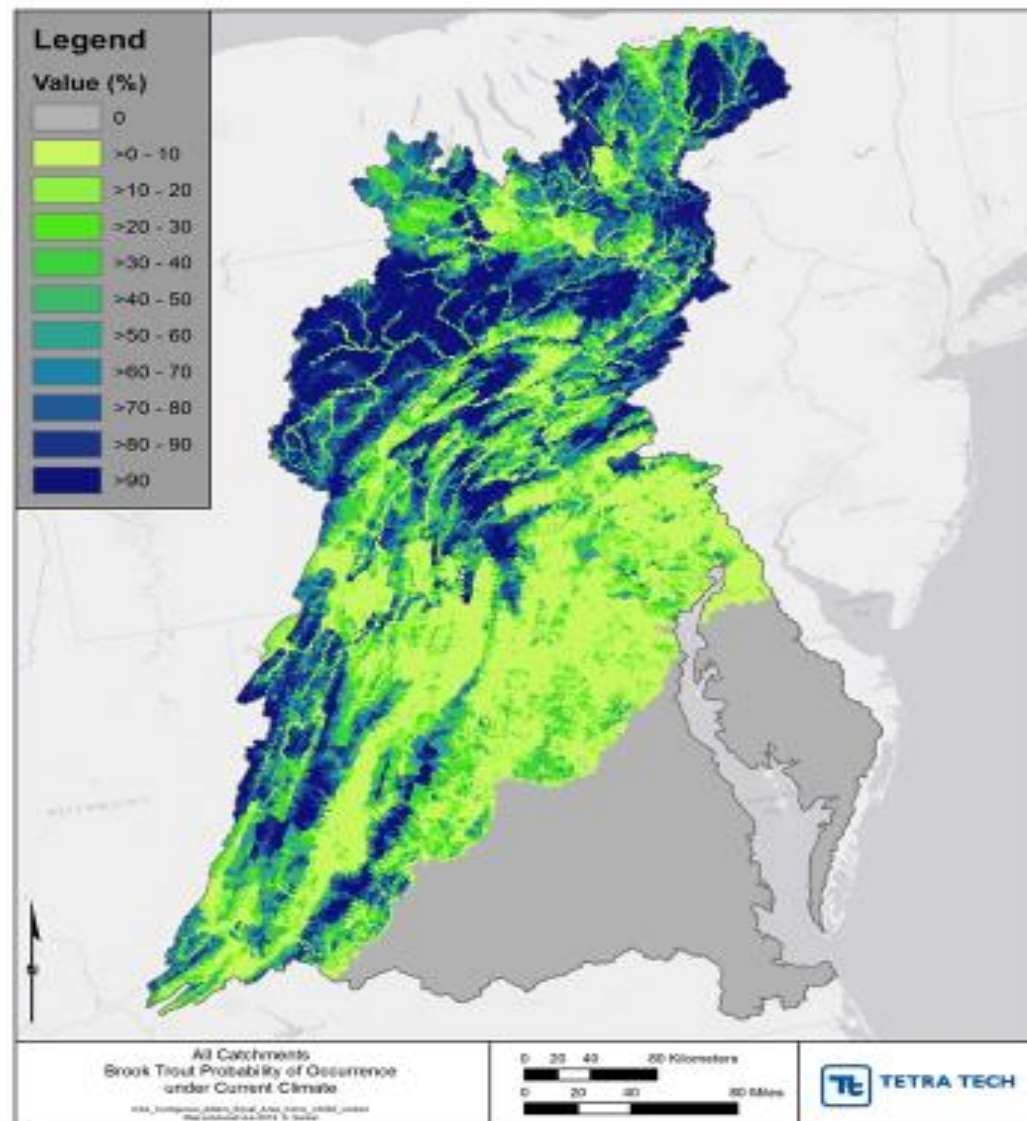 Legend
Value (%)
0
>0 - 10
>10 - 20
>20 - 30
>30 - 40
>40 - 50
>50 - 60
>60 - 70
>70 - 80
>80 - 90
>90
All Catchments
Brook Trout Probability of Occurrence
under Current Climate
0 20 40 80 Kilometers
0 20 40 80 Miles
Tt TETRA TECH